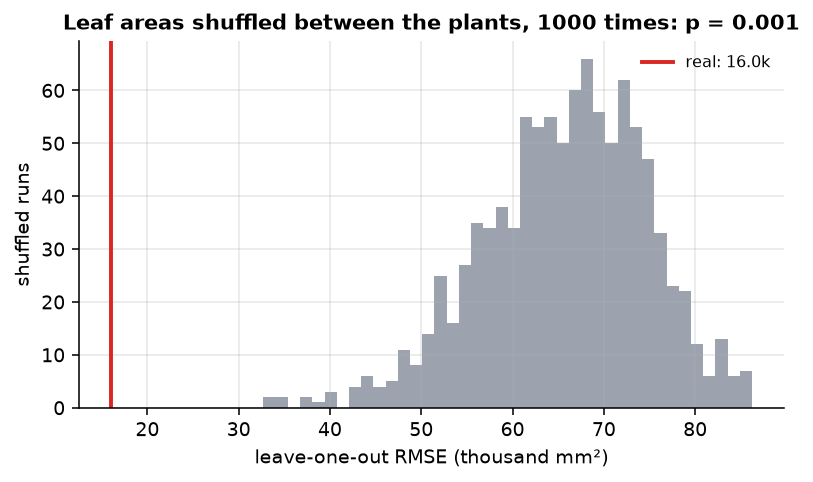 Leaf areas shuffled between the plants, 1000 times: p = 0.001
real: 16.0k
shuffled runs
60
50
40
30
20
10
0
20 30 40 50 60 70 80
leave-one-out RMSE (thousand mm²)